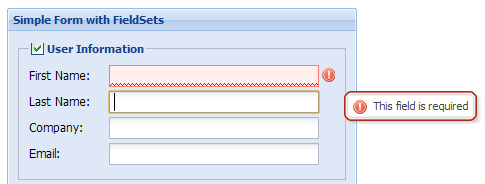 Simple Form with FieldSets
User Information
First Name:
Last Name:
This field is required
Company:
Email: